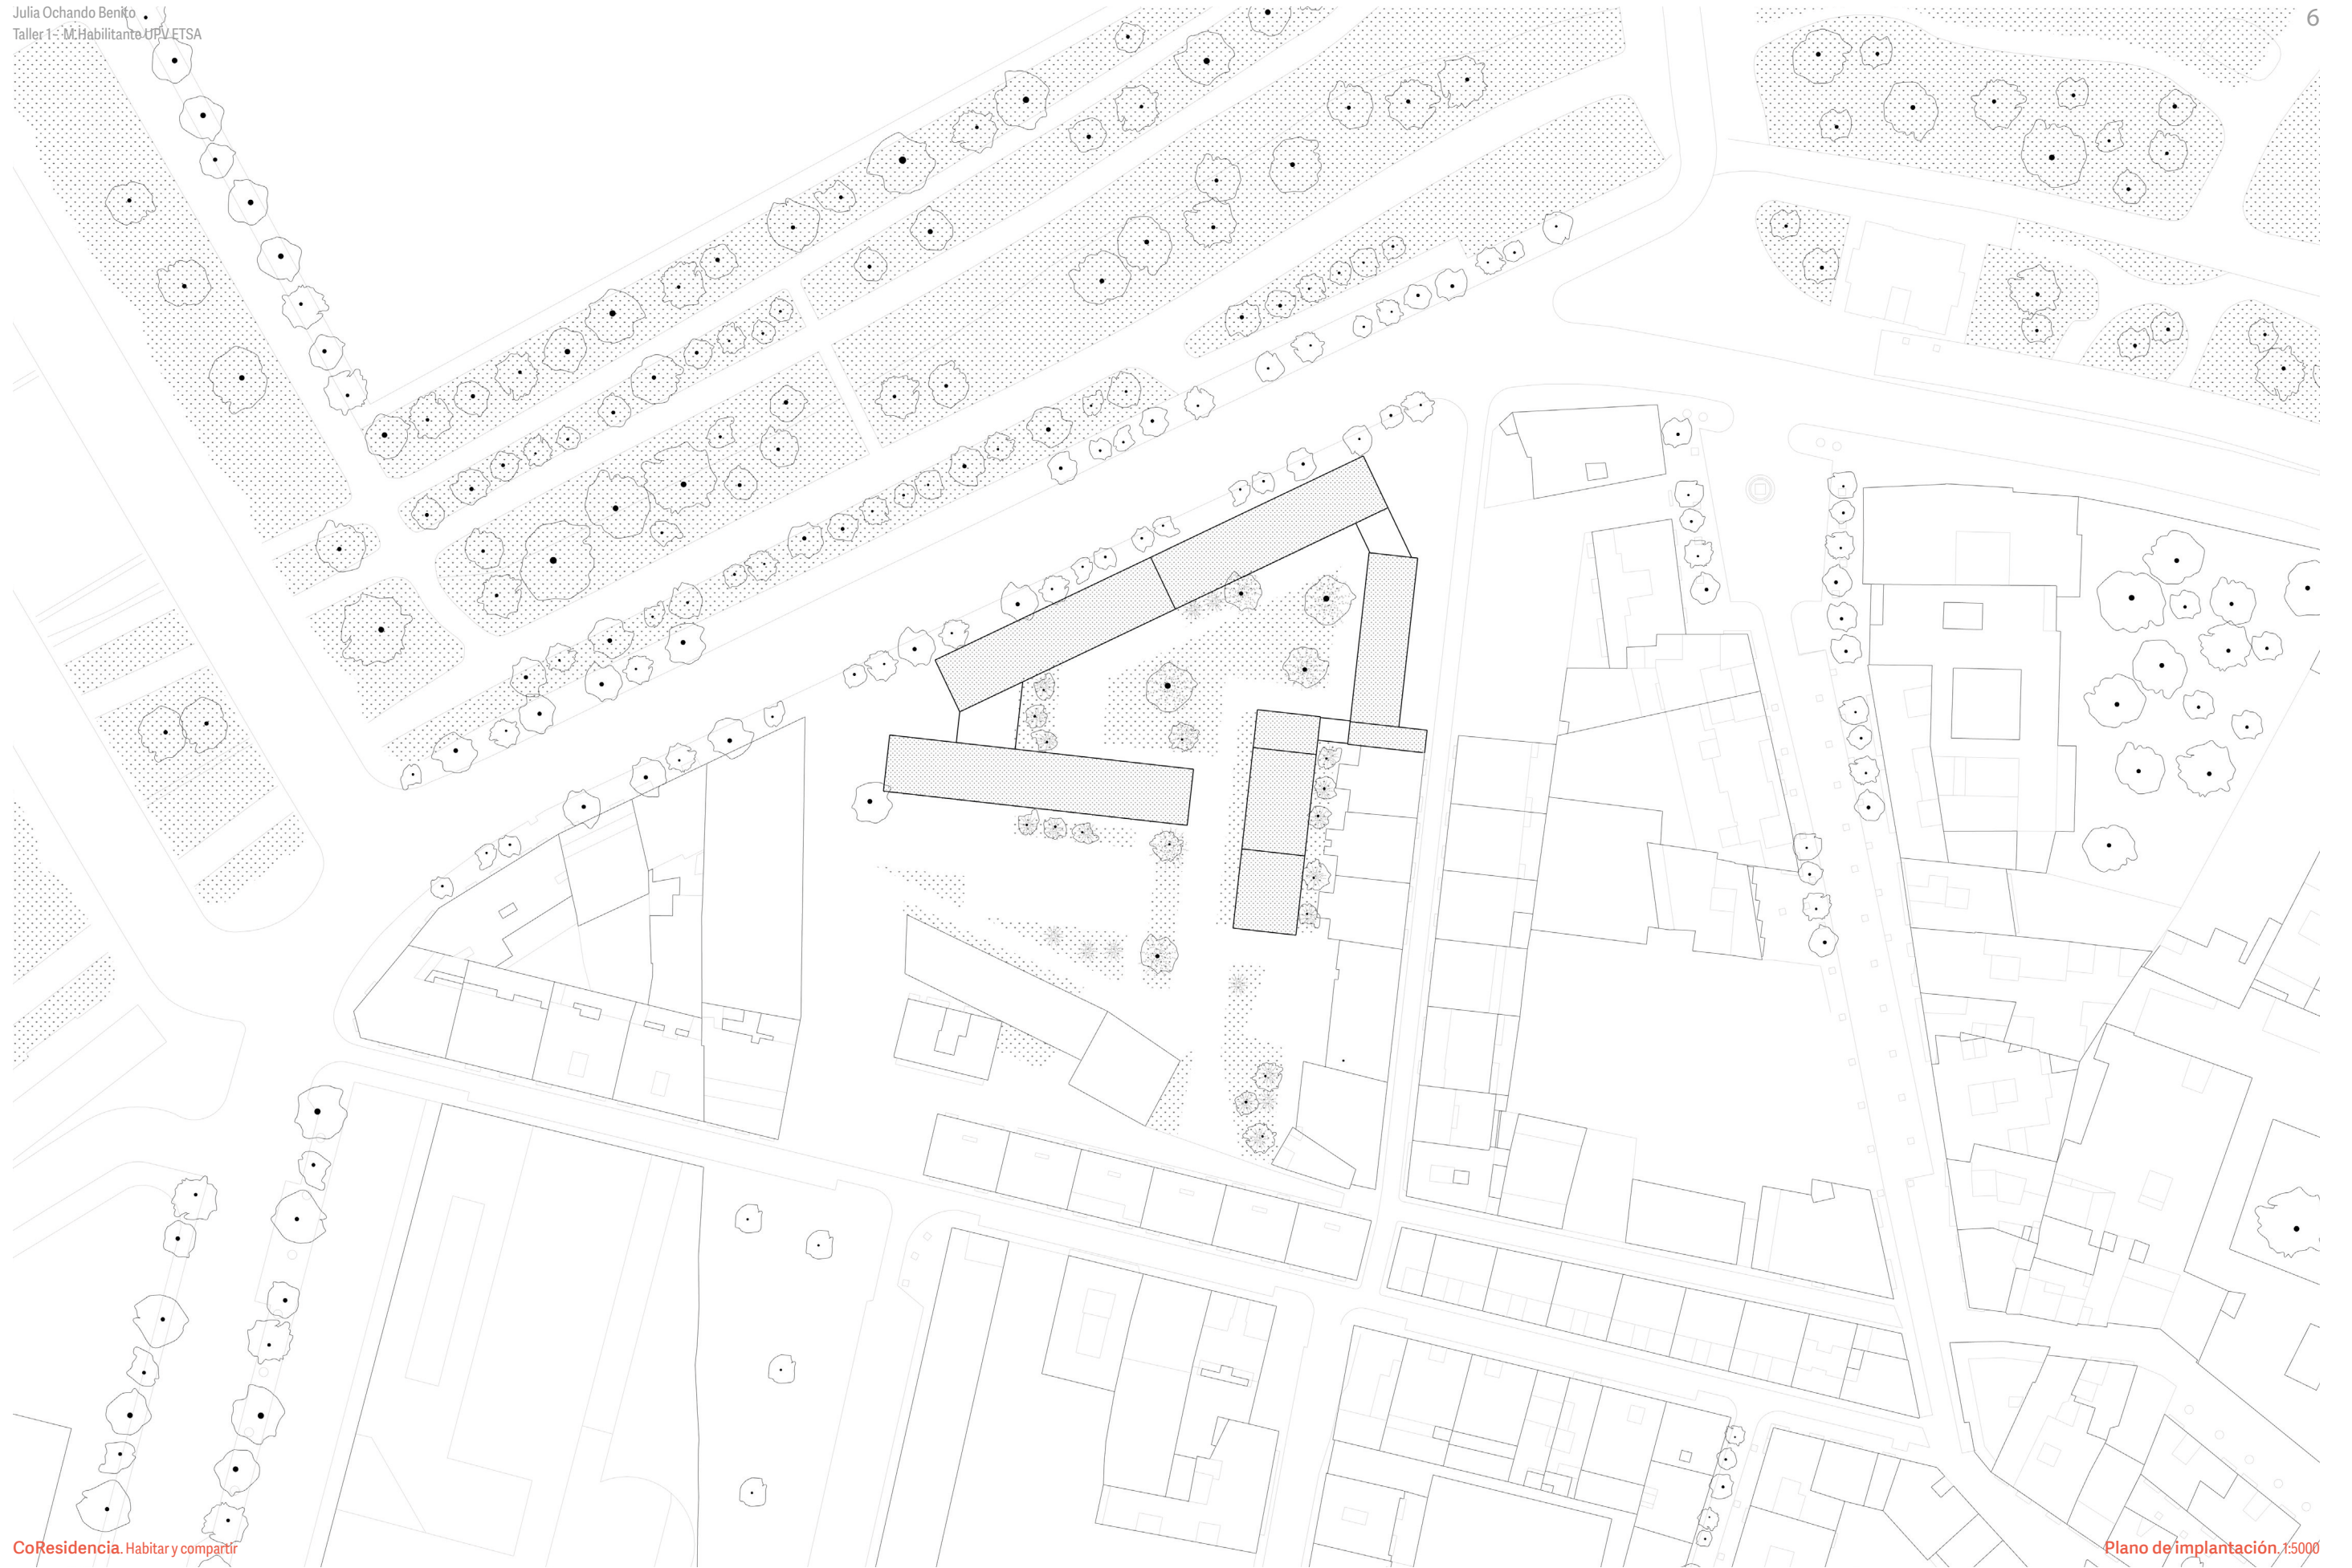 Julia Ochando Benito
Taller 1 - M.Habilitante UPV ETSA
6
CoResidencia. Habitar y compartir
Plano de implantación. 1:5000